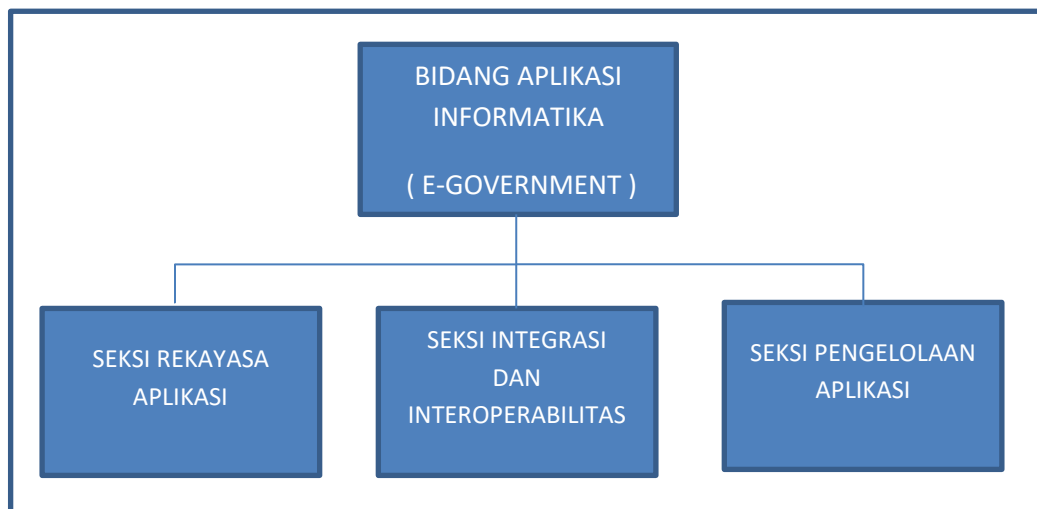 BIDANG APLIKASI
INFORMATIKA
( E-GOVERNMENT )
SEKSI REKAYASA
APLIKASI
SEKSI INTEGRASI
DAN
INTEROPERABILITAS
SEKSI PENGELOLAAN
APLIKASI